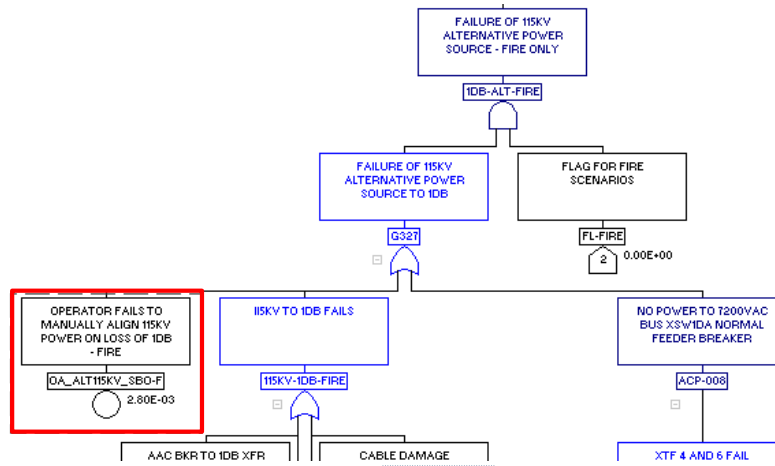 FAILURE OF 115KV
ALTERNATIVE POWER
SOURCE - FIRE ONLY
1DB-ALT-FIRE
FAILURE OF 115KV
ALTERNATIVE POWER
SOURCE TO 1DB
G327
FLAG FOR FIRE
SCENARIOS
FL-FIRE
2
0.00E+00
OPERATOR FAILS TO
MANUALLY ALIGN 115KV
POWER ON LOSS OF 1DB
- FIRE
OA_ALT115KV_SBO-F
2.80E-03
115KV TO 1DB FAILS
115KV-1DB-FIRE
NO POWER TO 7200VAC
BUS XSW1DA NORMAL
FEEDER BREAKER
ACP-008
AAC BKR TO 1DB XFR
CABLE DAMAGE
XTF 4 AND 6 FAIL